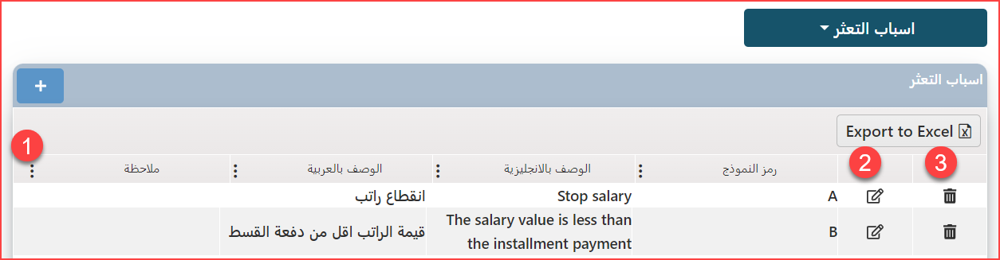 اسباب التعثر
اسباب التعثر
+
Export to Excel
1
2
3
رمز النموذج
الوصف بالانجليزية
الوصف بالعربية
ملاحظة
A
Stop salary
انقطاع راتب
B
The salary value is less than
the installment payment
قيمة الراتب اقل من دفعة القسط